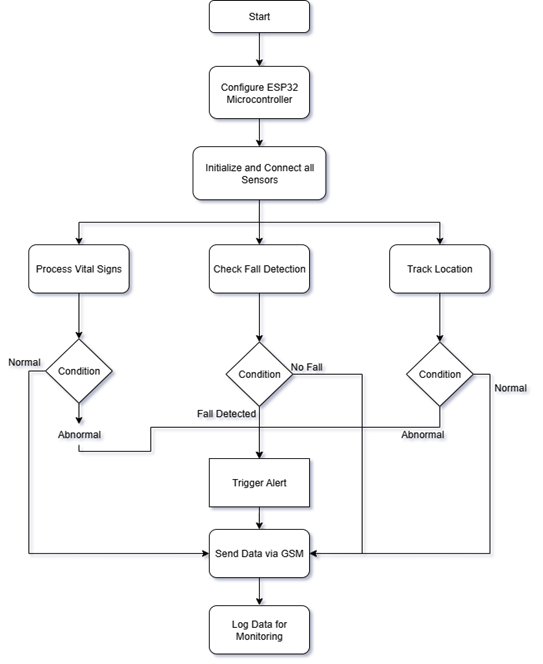 Start
Configure ESP32
Microcontroller
Initialize and Connect all
Sensors
Process Vital Signs
Check Fall Detection
Track Location
Normal
Condition
Condition
No Fall
Condition
Normal
Fall Detected
Abnormal
Abnormal
Trigger Alert
Send Data via GSM
Log Data for
Monitoring